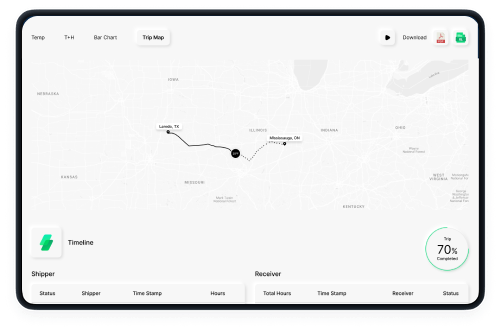 Temp T+H Bar Chart Trip Map Download
IOWA
NEBRASKA
Laredo, TX
ILLINOIS
INDIANA
OHIO
Mississauga, ON
KANSAS
MISSOURI
WEST VIRGINIA
KENTUCKY
Timeline
Trip
70%
Completed
Shipper Receiver
Status Shipper Time Stamp Hours Total Hours Time Stamp Receiver Status